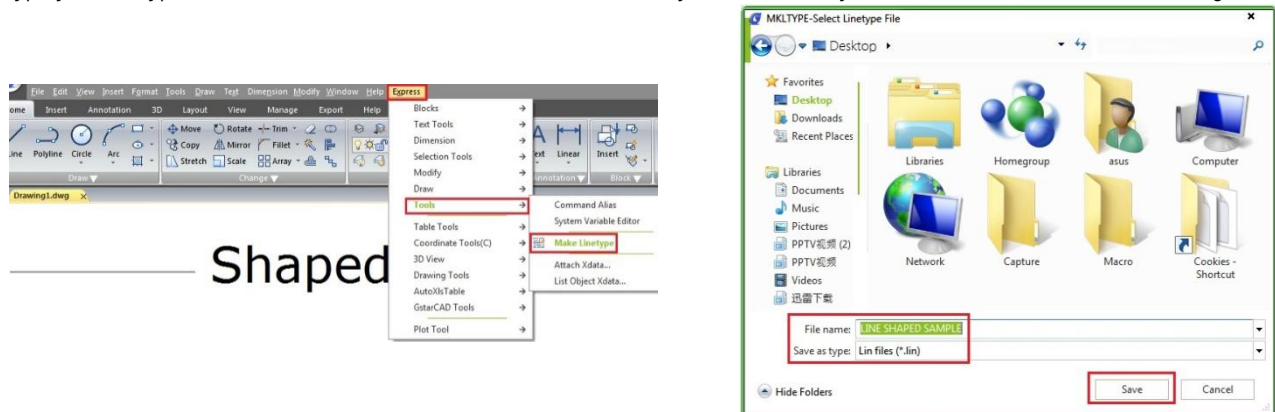 File Edit View Insert Format Tools Draw Text Dimension Modify Window Help Express
Insert Annotation 3D Layout View Manage Export Help
Move Rotate Trim
Polyline Circle Arc Copy Mirror Fillet
Stretch Scale Array
Draw Change
Drawing1.dwg
Shaped
Blocks
Text Tools
Dimension
Selection Tools
Modify
Draw
Tools
Table Tools
Coordinate Tools(C)
3D View
Drawing Tools
AutoXlsTable
GstarCAD Tools
Plot Tool
Linear Insert
Block
Command Alias
System Variable Editor
Make Linetype
Attach Xdata...
List Object Xdata...
MKLTYPE-Select Linetype File
Desktop
Favorites
Desktop
Downloads
Recent Places
Libraries
Documents
Music
Pictures
PPTV视频 (2)
PPTV视频
Videos
迅雷下载
Libraries Homegroup asus Computer
Network Capture Macro Cookies -
Shortcut
File name: LINE SHAPED SAMPLE
Save as type: Lin files (*.lin)
Hide Folders Save Cancel